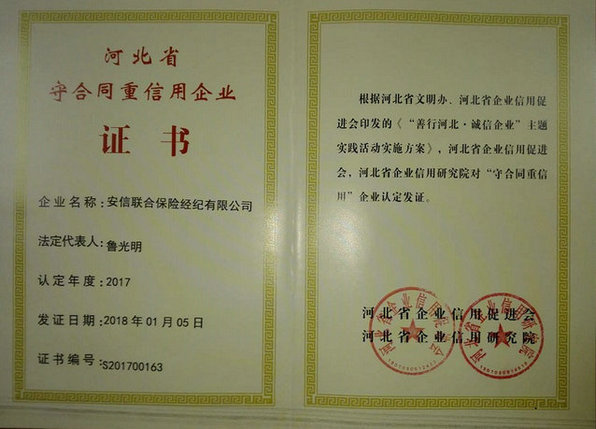 河北省
守合同重信用企业
证书
企业名称:安信联合保险经纪有限公司
法定代表人:鲁光明
认定年度:2017
发证日期:2018年01月05日
证书编号:S201700163
根据河北省文明办、河北省企业信用促
进会印发的《“善行河北·诚信企业”主题
实践活动实施方案》,河北省企业信用促进
会,河北省企业信用研究院对“守合同重信
用”企业认定发证。
河北省企业信用促进会
河北省企业信用研究院